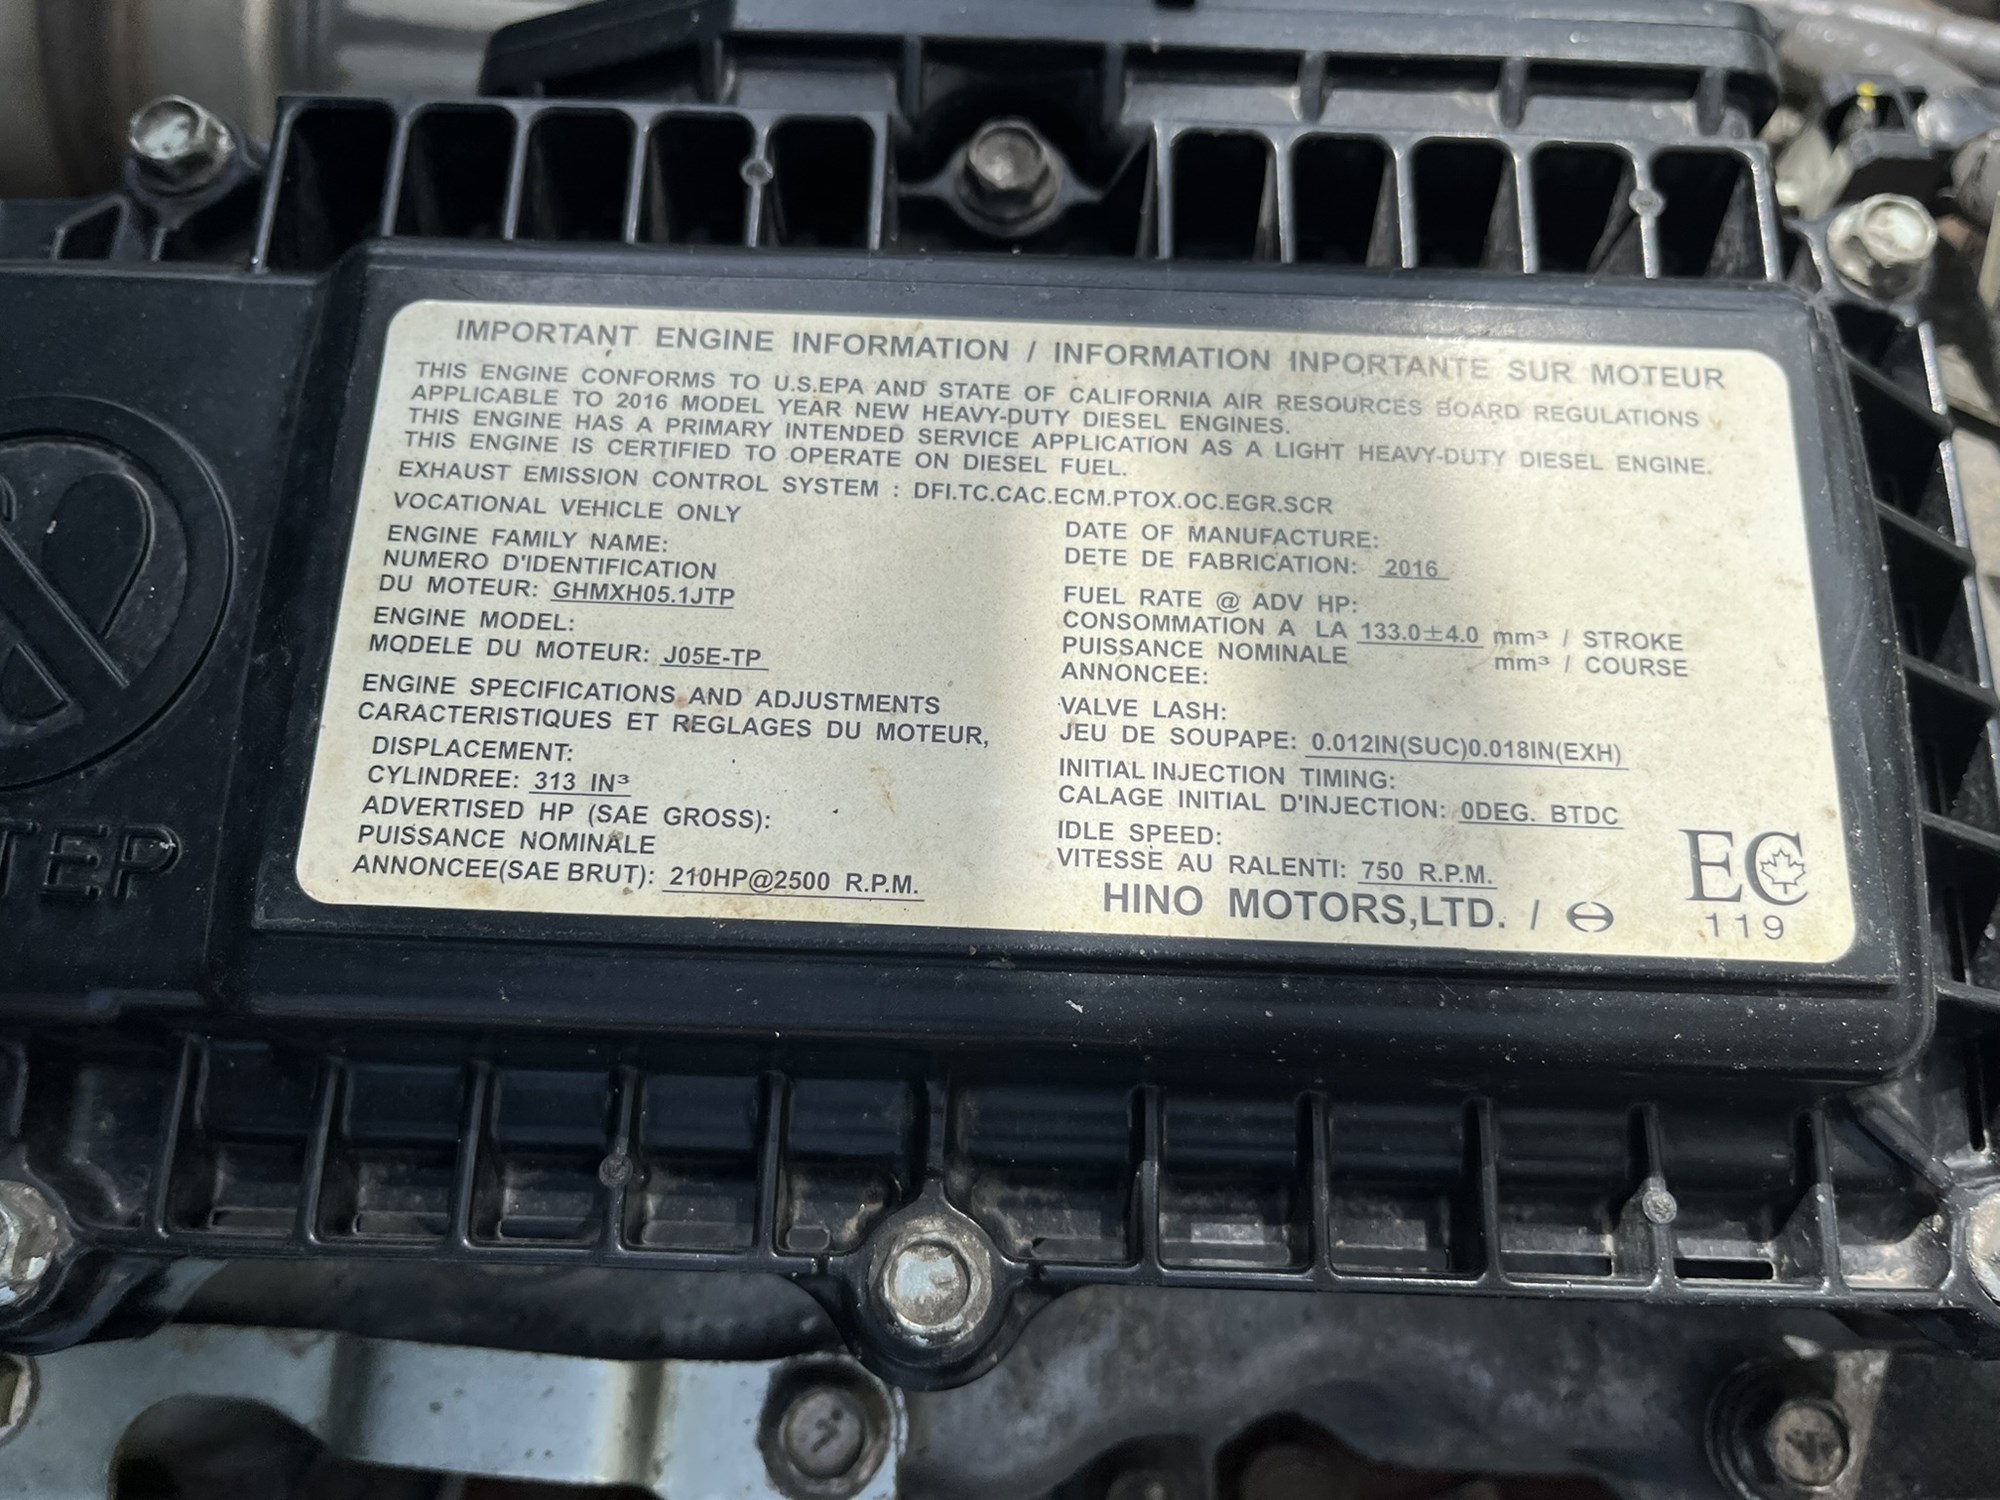 IMPORTANT ENGINE INFORMATION / INFORMATION INPORTANTE SUR MOTEUR
THIS ENGINE CONFORMS TO U.S.EPA AND STATE OF CALIFORNIA AIR RESOURCES BOARD REGULATIONS
APPLICABLE TO 2016 MODEL YEAR NEW HEAVY-DUTY DIESEL ENGINES.
THIS ENGINE HAS A PRIMARY INTENDED SERVICE APPLICATION AS A LIGHT HEAVY-DUTY DIESEL ENGINE.
THIS ENGINE IS CERTIFIED TO OPERATE ON DIESEL FUEL.
EXHAUST EMISSION CONTROL SYSTEM : DFI.TC.CAC.ECM.PTOX.OC.EGR.SCR
VOCATIONAL VEHICLE ONLY
ENGINE FAMILY NAME:
NUMERO D'IDENTIFICATION
DU MOTEUR: GHMXH05.1JTP
ENGINE MODEL:
MODELE DU MOTEUR: J05E-TP
ENGINE SPECIFICATIONS AND ADJUSTMENTS
CARACTERISTIQUES ET REGLAGES DU MOTEUR,
DISPLACEMENT:
CYLINDREE: 313 IN³
ADVERTISED HP (SAE GROSS):
PUISSANCE NOMINALE
ANNONCEE(SAE BRUT): 210HP@2500 R.P.M.
DATE OF MANUFACTURE:
DETE DE FABRICATION: 2016
FUEL RATE @ ADV HP:
CONSOMMATION A LA 133.0±4.0 mm³ / STROKE
PUISSANCE NOMINALE mm³ / COURSE
ANNONCEE:
VALVE LASH:
JEU DE SOUPAPE: 0.012IN(SUC)0.018IN(EXH)
INITIAL INJECTION TIMING:
CALAGE INITIAL D'INJECTION: 0DEG. BTDC
IDLE SPEED:
VITESSE AU RALENTI: 750 R.P.M.
HINO MOTORS,LTD. /
EC
119
TEP